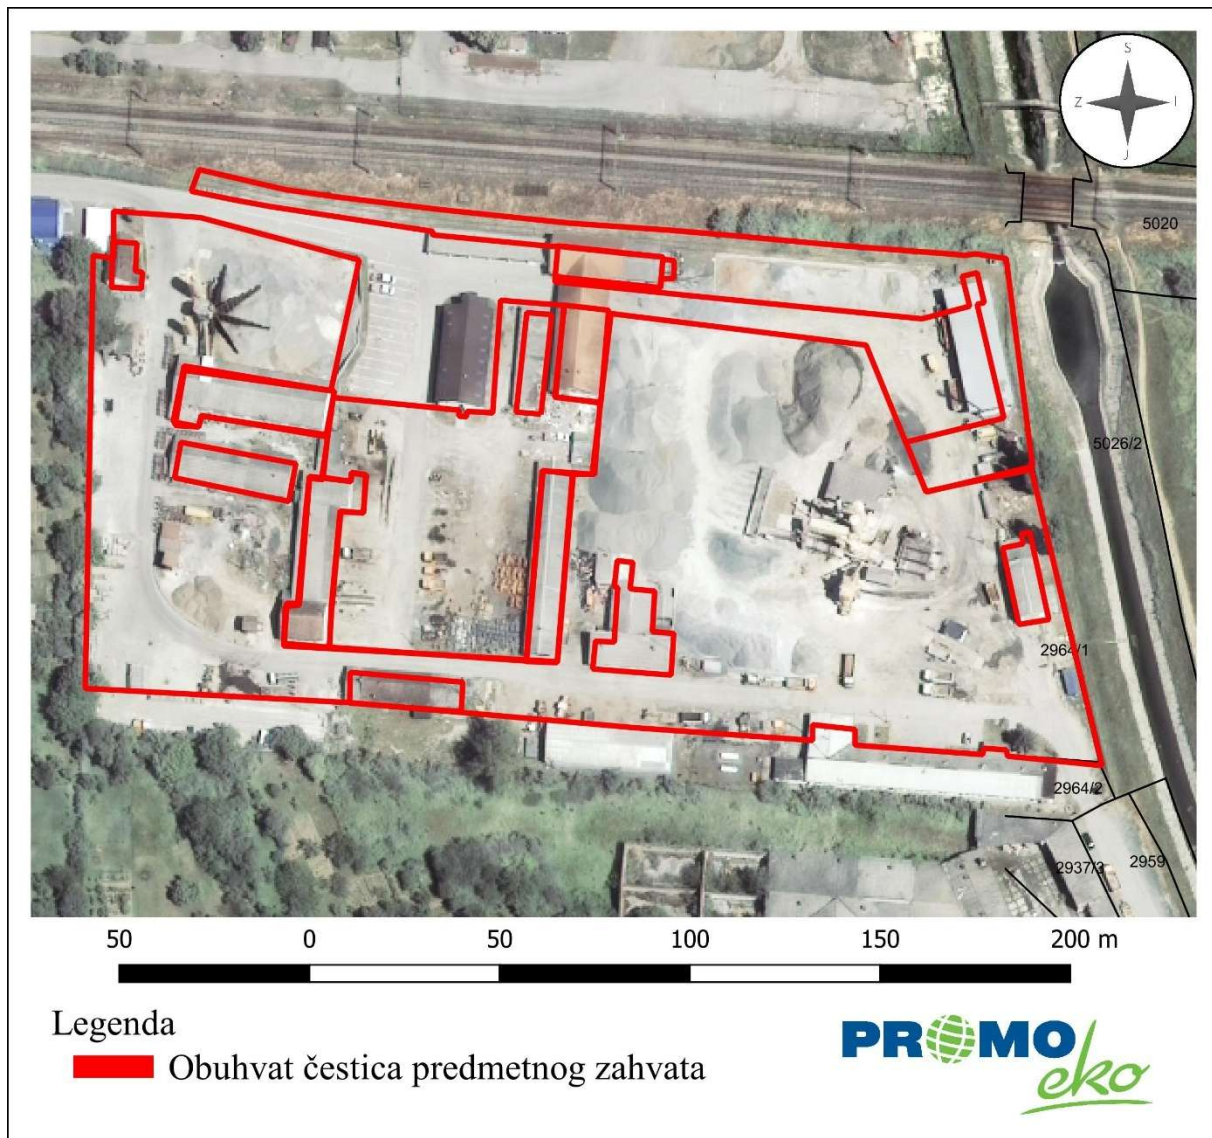 S
Z
I
J
5020
5026/2
2964/1
2964/2
2937/3
2959
50 0 50 100 150 200 m
Legenda
Obuhvat čestica predmetnog zahvata
PROMO
eko